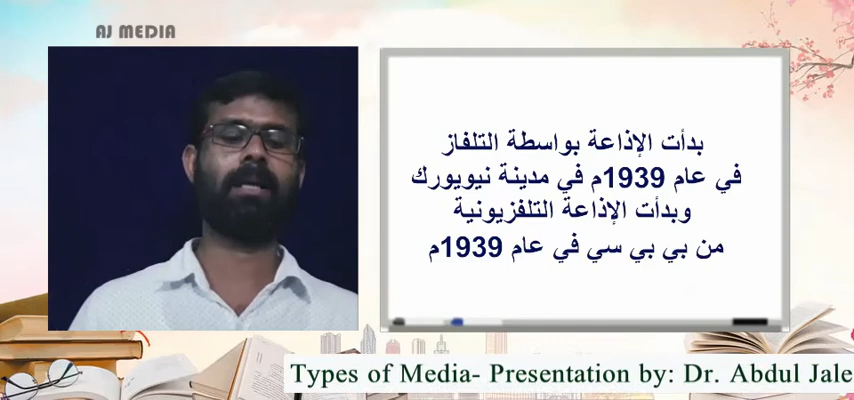 AJ MEDIA
بدأت الإذاعة بواسطة التلفاز
في عام 1939م في مدينة نيويورك
وبدأت الإذاعة التلفزيونية
من بي بي سي في عام 1939م
Types of Media- Presentation by: Dr. Abdul Jale